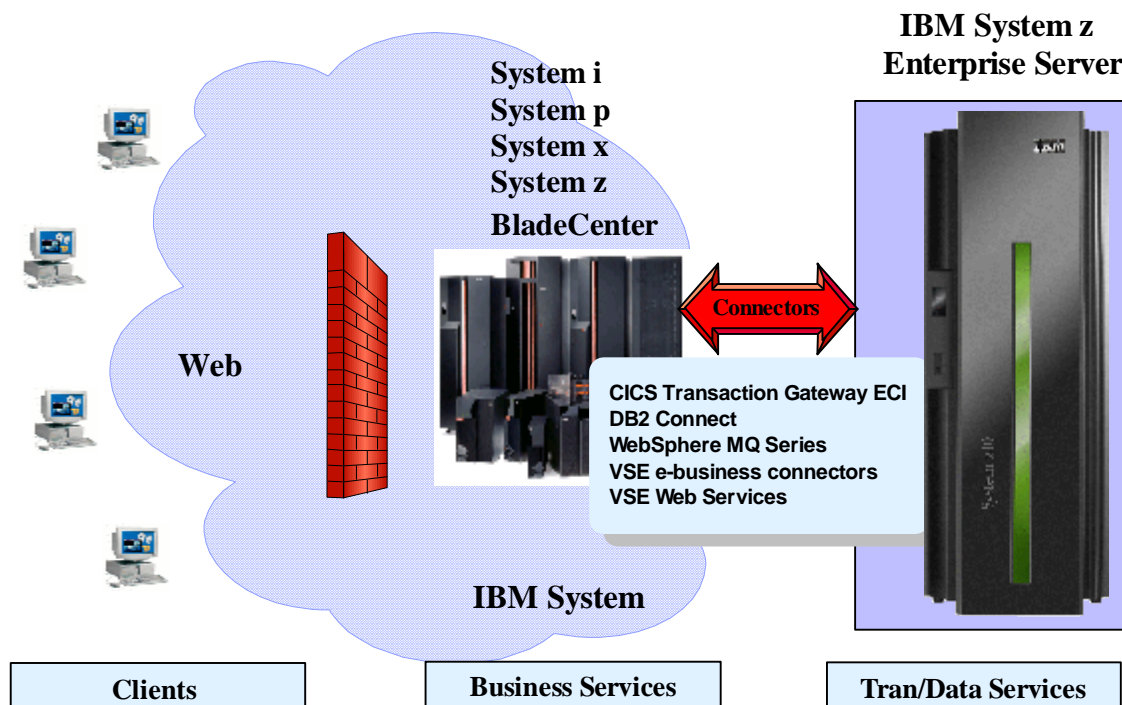 IBM System z
Enterprise Server
System i
System p
System x
System z
BladeCenter
Web
Connectors
CICS Transaction Gateway ECI
DB2 Connect
WebSphere MQ Series
VSE e-business connectors
VSE Web Services
IBM System
Clients
Business Services
Tran/Data Services